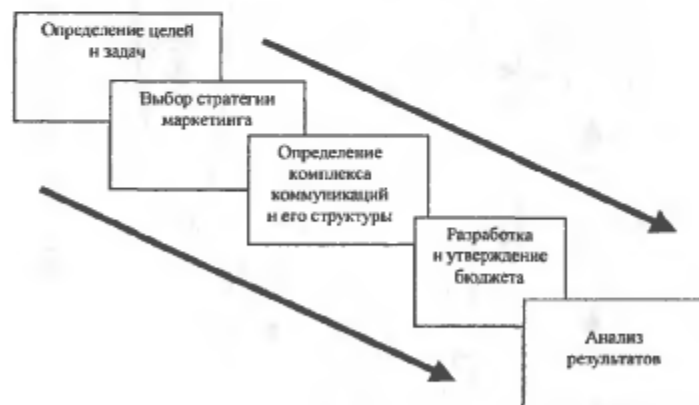 Определение целей
и задач
Выбор стратегии
маркетинга
Определение
комплекса
коммуникаций
и его структуры
Разработка
и утверждение
бюджета
Анализ
результатов